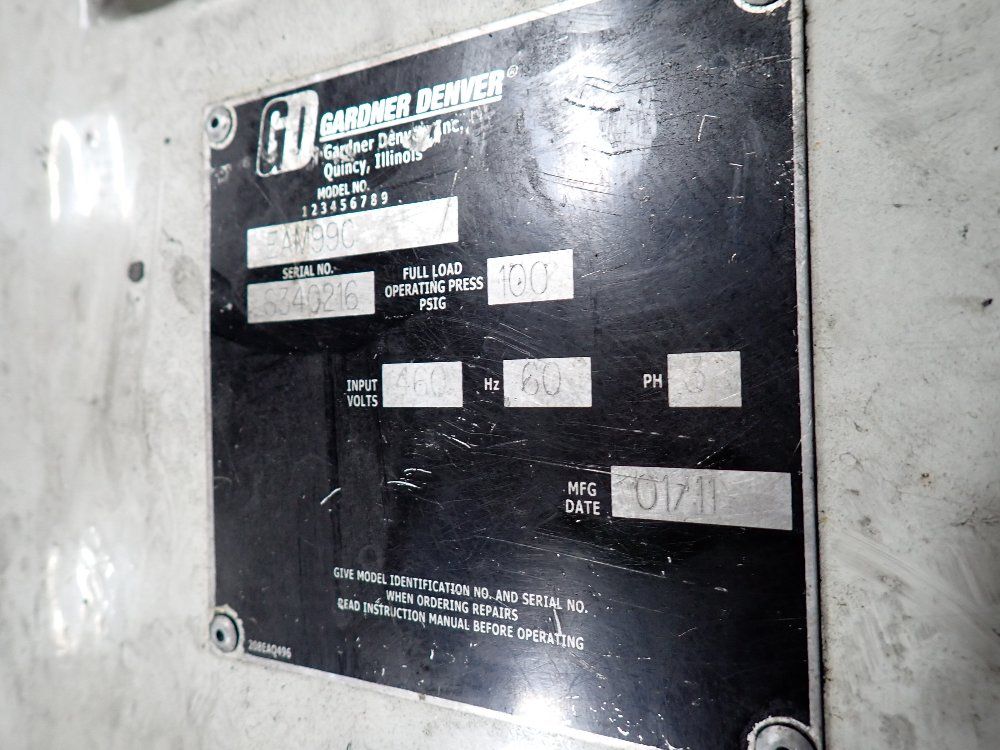 GD GARDNER DENVER®
Gardner Denver, Inc.
Quincy, Illinois
MODEL NO.
123456789
EAM99C
SERIAL NO.
S340216
FULL LOAD
OPERATING PRESS
PSIG
100
INPUT
VOLTS
460
Hz
60
PH
3
MFG
DATE
01/11
GIVE MODEL IDENTIFICATION NO. AND SERIAL NO.
WHEN ORDERING REPAIRS
READ INSTRUCTION MANUAL BEFORE OPERATING
208EAQ496